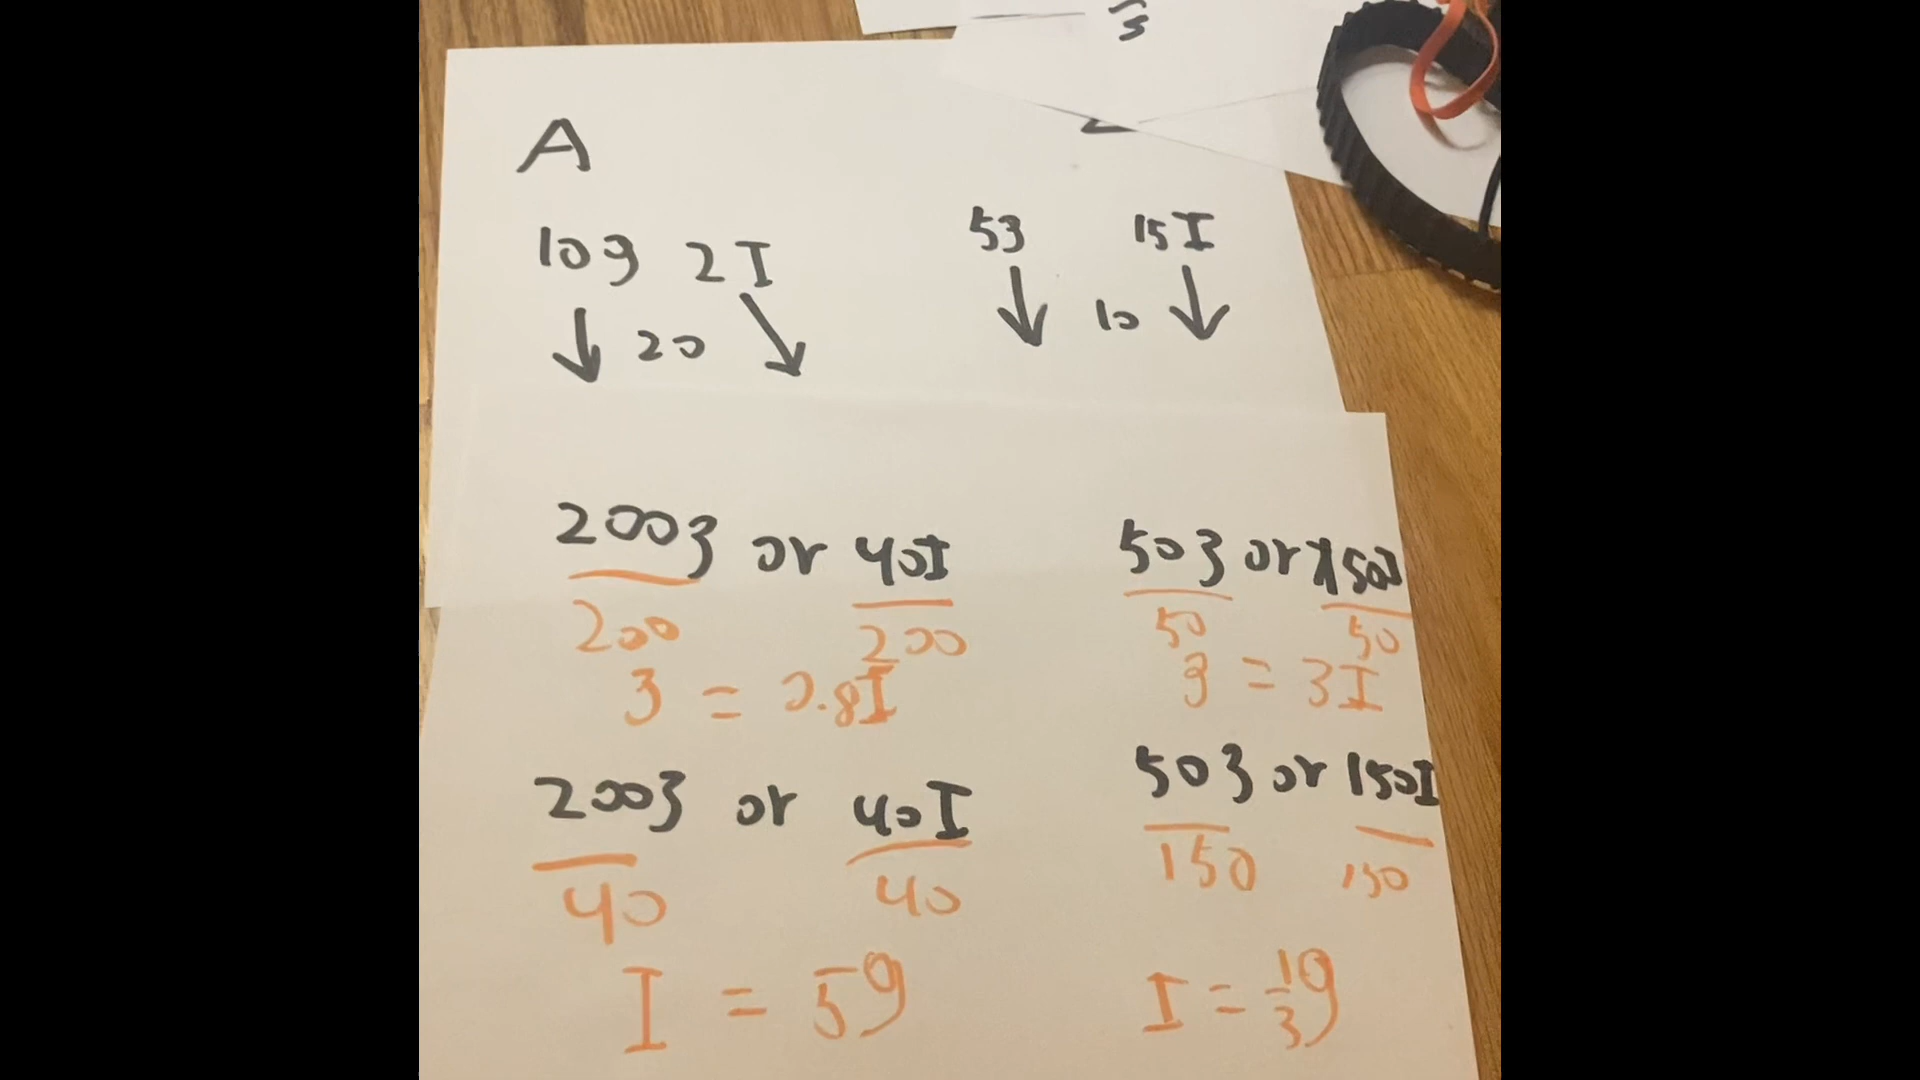 A
10g 2I
20
5g 15I
10
200g or 40I
200 200
g = 0.8I
200g or 40I
40 40
I = 5g
50g or 150I
50 50
g = 3I
50g or 150I
150 150
I = 1/3 g